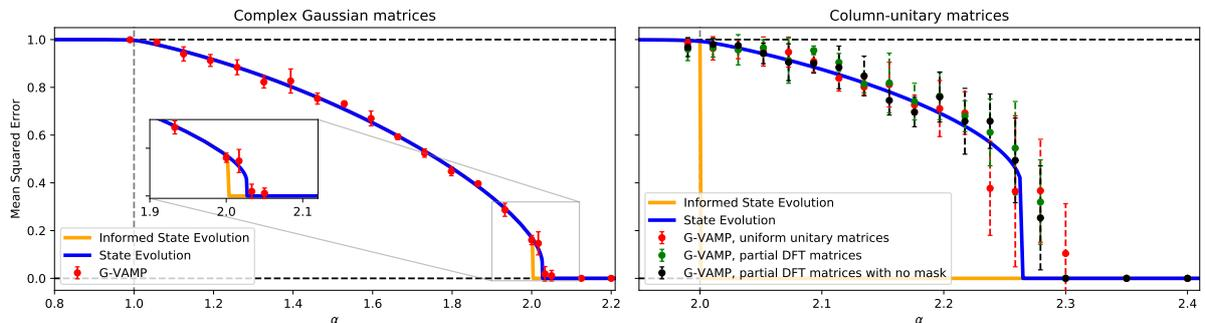 Complex Gaussian matrices
1.0
0.8
0.6
0.4
0.2
0.0
Mean Squared Error
1.9
2.0
2.1
Informed State Evolution
State Evolution
G-VAMP
0.8
1.0
1.2
1.4
1.6
1.8
2.0
2.2
α
Column-unitary matrices
Informed State Evolution
State Evolution
G-VAMP, uniform unitary matrices
G-VAMP, partial DFT matrices
G-VAMP, partial DFT matrices with no mask
2.0
2.1
2.2
2.3
2.4
α